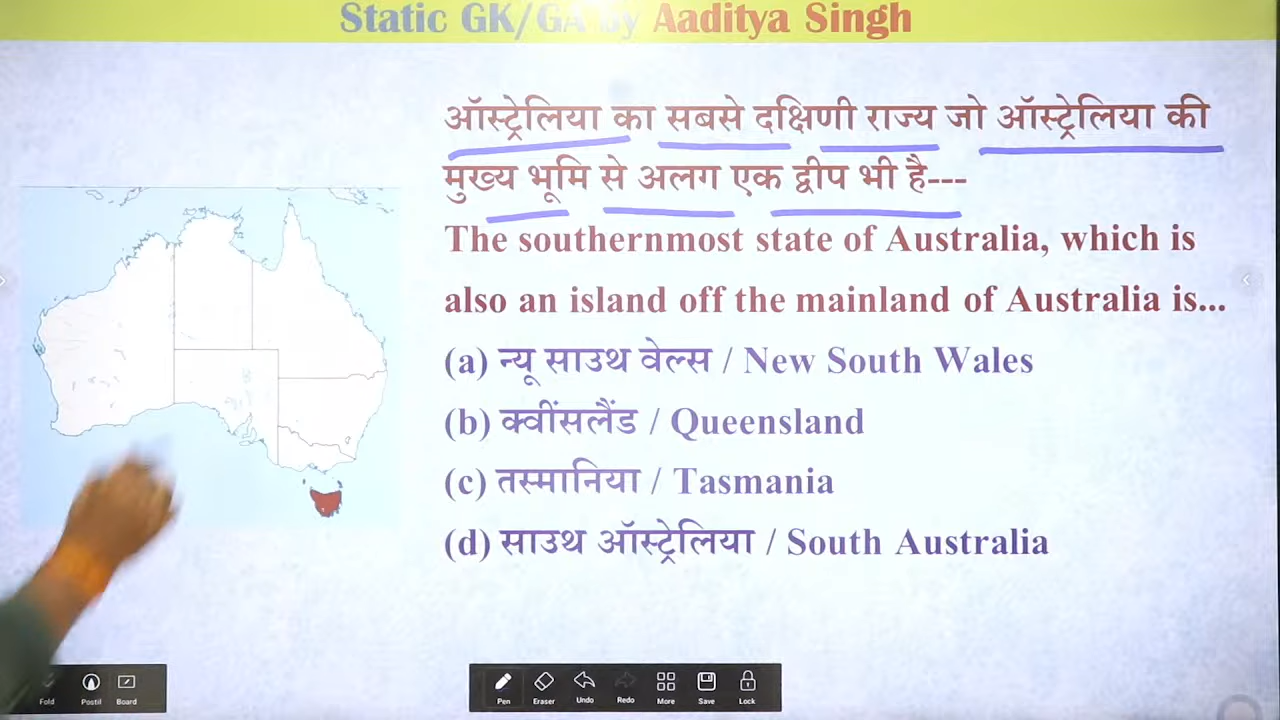 Static GK/GA by Aaditya Singh
ऑस्ट्रेलिया का सबसे दक्षिणी राज्य जो ऑस्ट्रेलिया की
मुख्य भूमि से अलग एक द्वीप भी है---
The southernmost state of Australia, which is
also an island off the mainland of Australia is...
(a) न्यू साउथ वेल्स / New South Wales
(b) क्वींसलैंड / Queensland
(c) तस्मानिया / Tasmania
(d) साउथ ऑस्ट्रेलिया / South Australia
Fold Postil Board
Pen Eraser Undo Redo More Save Lock